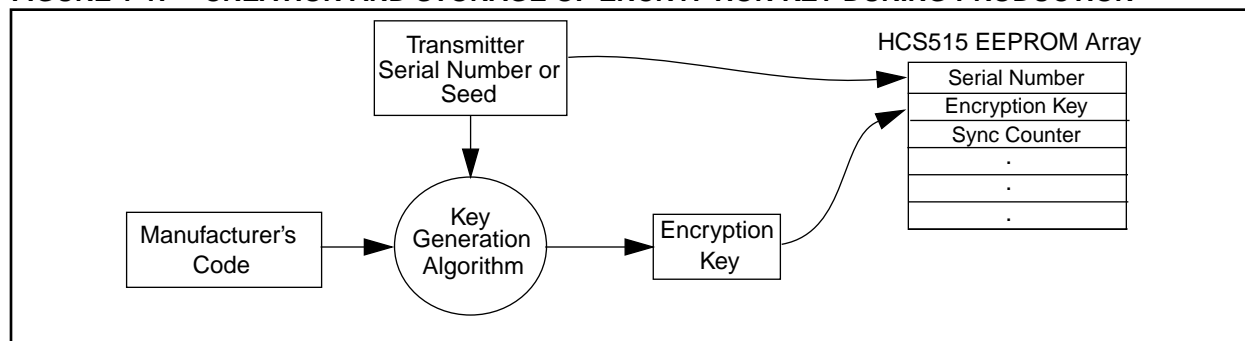 Transmitter
Serial Number or
Seed
HCS515 EEPROM Array
Serial Number
Encryption Key
Sync Counter
.
.
.
Manufacturer's
Code
Key
Generation
Algorithm
Encryption
Key